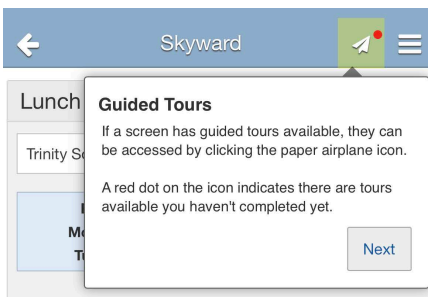 Skyward
Lunch
Guided Tours
If a screen has guided tours available, they can
be accessed by clicking the paper airplane icon.
Trinity
A red dot on the icon indicates there are tours
available you haven't completed yet.
Next